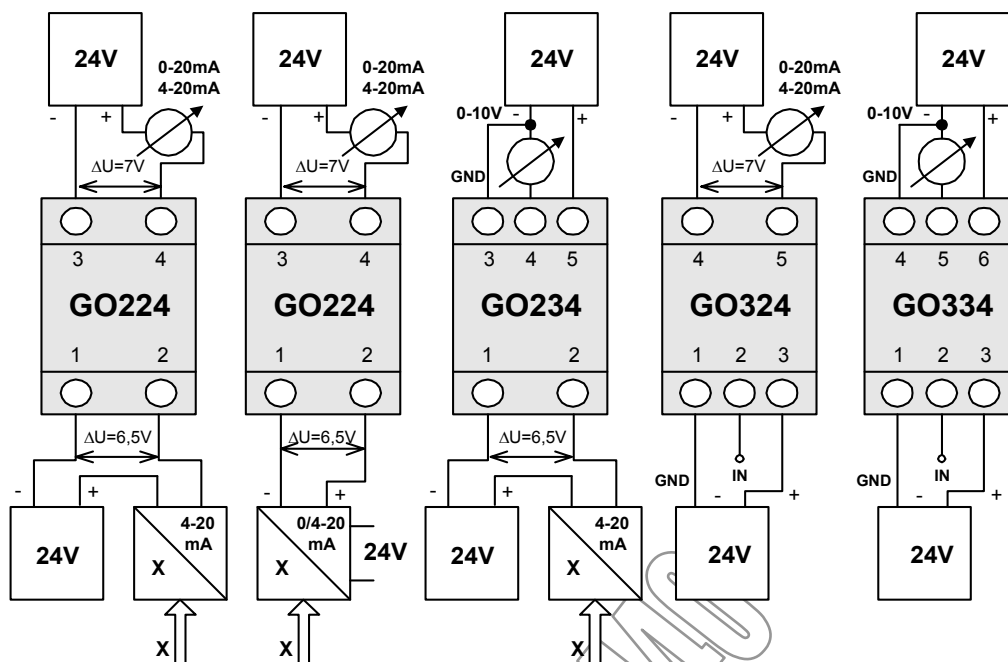 24V 24V 24V 24V 24V
0-20mA 0-20mA 0-20mA
4-20mA 4-20mA 4-20mA
0-10V 0-10V
- + - + - + - + - +
ΔU=7V ΔU=7V GND ΔU=7V GND
3 4 3 4 3 4 5 4 5 4 5 6
GO224 GO224 GO234 GO324 GO334
1 2 1 2 1 2 1 2 3 1 2 3
ΔU=6,5V ΔU=6,5V ΔU=6,5V
GND IN GND IN
- + - + - + - + - +
4-20 0/4-20 4-20
mA mA mA
24V X X 24V 24V X 24V 24V
X X X